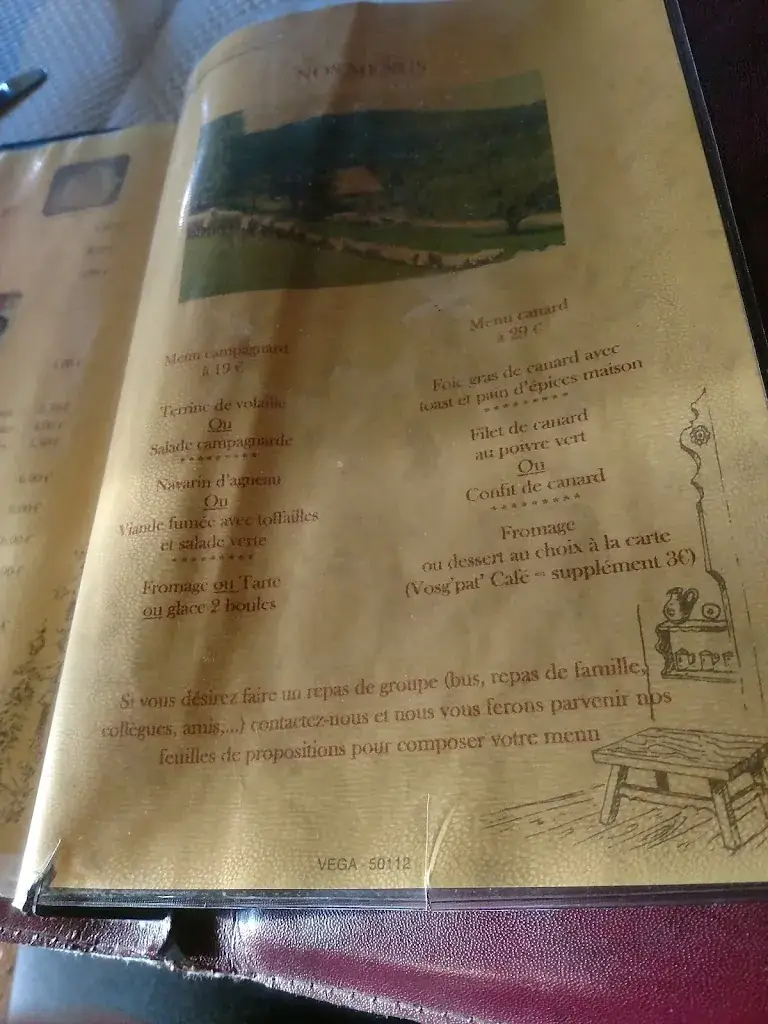 NOS MENUS
Menu campagnard
à 19 €
Terrine de volaille
Ou
Salade campagnarde
*********
Navarin d'agneau
Ou
Viande fumée avec toffailles
et salade verte
*********
Fromage ou Tarte
ou glace 2 boules
Menu canard
à 29 €
Foie gras de canard avec
toast et pain d'épices maison
*********
Filet de canard
au poivre vert
Ou
Confit de canard
*********
Fromage
ou dessert au choix à la carte
(Vosg'pat' Café = supplément 3€)
Si vous désirez faire un repas de groupe (bus, repas de famille,
collègues, amis,...) contactez-nous et nous vous ferons parvenir nos
feuilles de propositions pour composer votre menu
VEGA - 50112